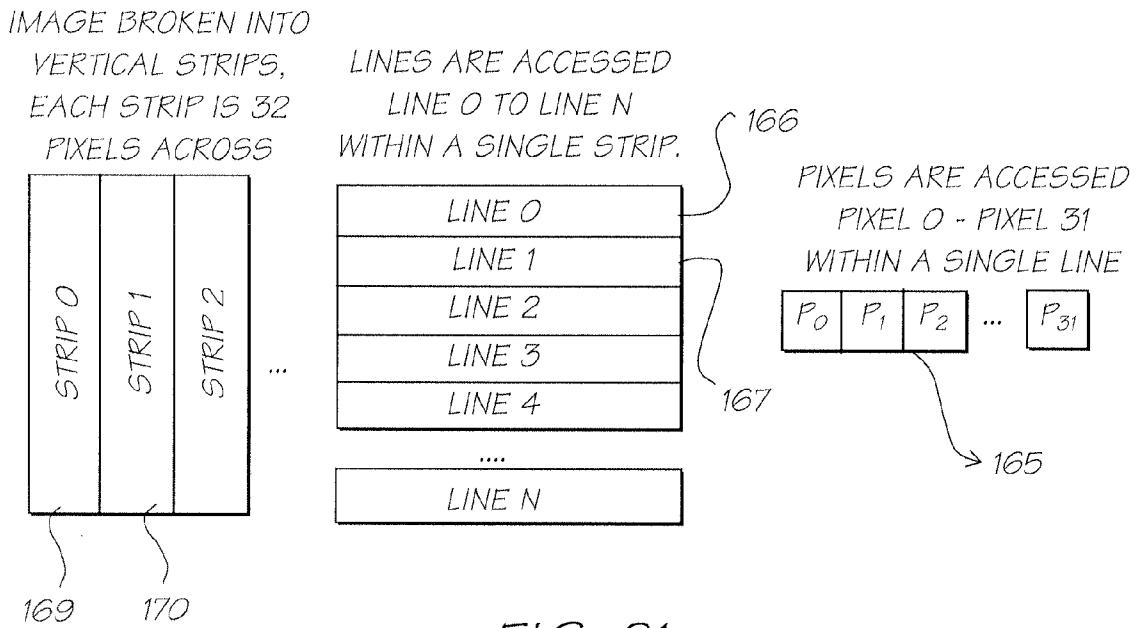 IMAGE BROKEN INTO
VERTICAL STRIPS,
EACH STRIP IS 32
PIXELS ACROSS
STRIP 0
STRIP 1
STRIP 2
...
169
170
LINES ARE ACCESSED
LINE 0 TO LINE N
WITHIN A SINGLE STRIP.
LINE 0
LINE 1
LINE 2
LINE 3
LINE 4
....
LINE N
166
167
PIXELS ARE ACCESSED
PIXEL 0 - PIXEL 31
WITHIN A SINGLE LINE
P0 P1 P2 ... P31
165